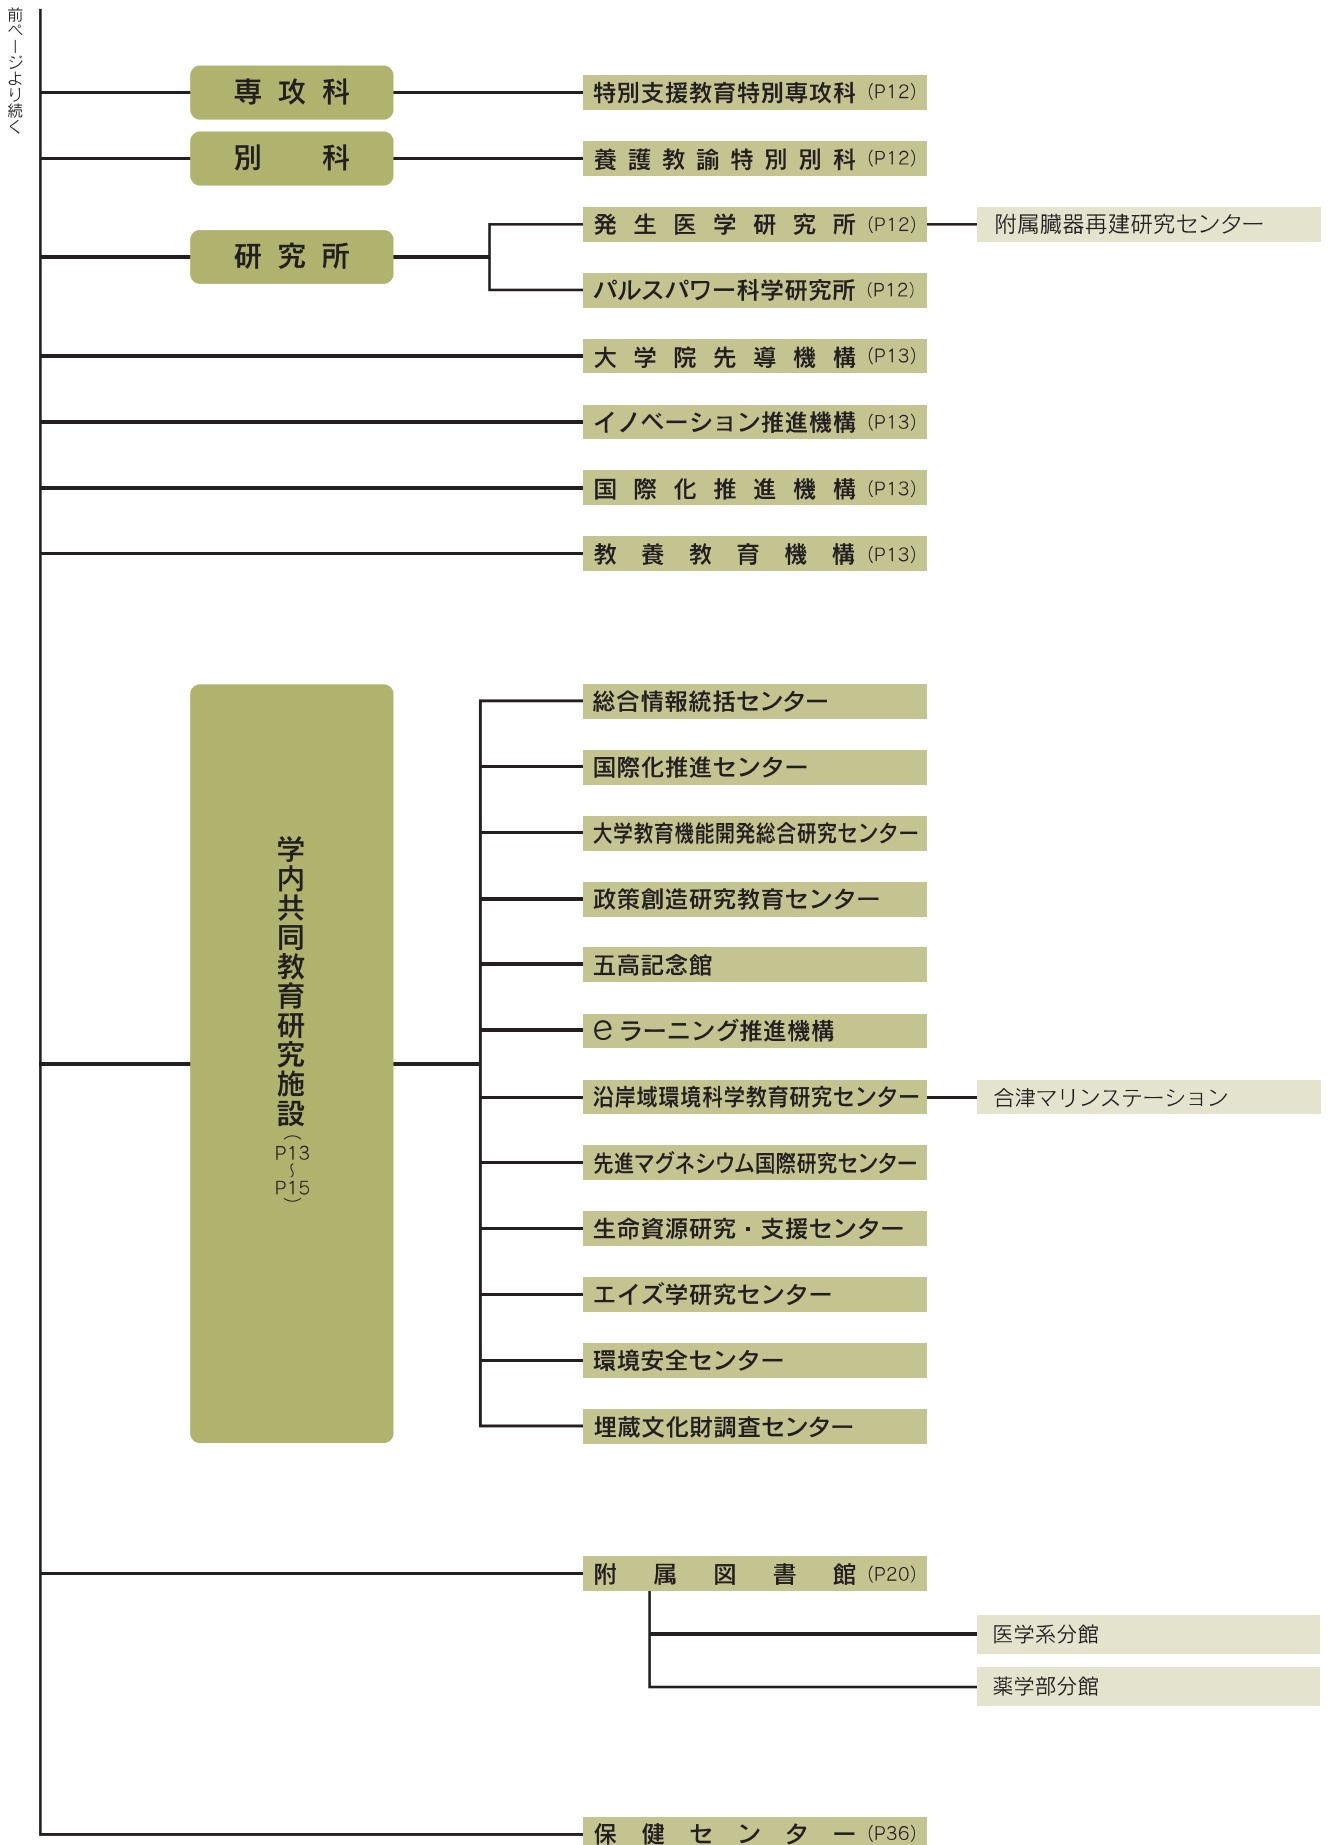 前ページより続く
専攻科
特別支援教育特別専攻科（P12）
別科
養護教諭特別別科（P12）
研究所
発生医学研究所（P12）
附属臓器再建研究センター
パルスパワー科学研究所（P12）
大学院先導機構（P13）
イノベーション推進機構（P13）
国際化推進機構（P13）
教養教育機構（P13）
学内共同教育研究施設（P13～P15）
総合情報統括センター
国際化推進センター
大学教育機能開発総合研究センター
政策創造研究教育センター
五高記念館
eラーニング推進機構
沿岸域環境科学教育研究センター
合津マリンステーション
先進マグネシウム国際研究センター
生命資源研究・支援センター
エイズ学研究センター
環境安全センター
埋蔵文化財調査センター
附属図書館（P20）
医学系分館
薬学部分館
保健センター（P36）